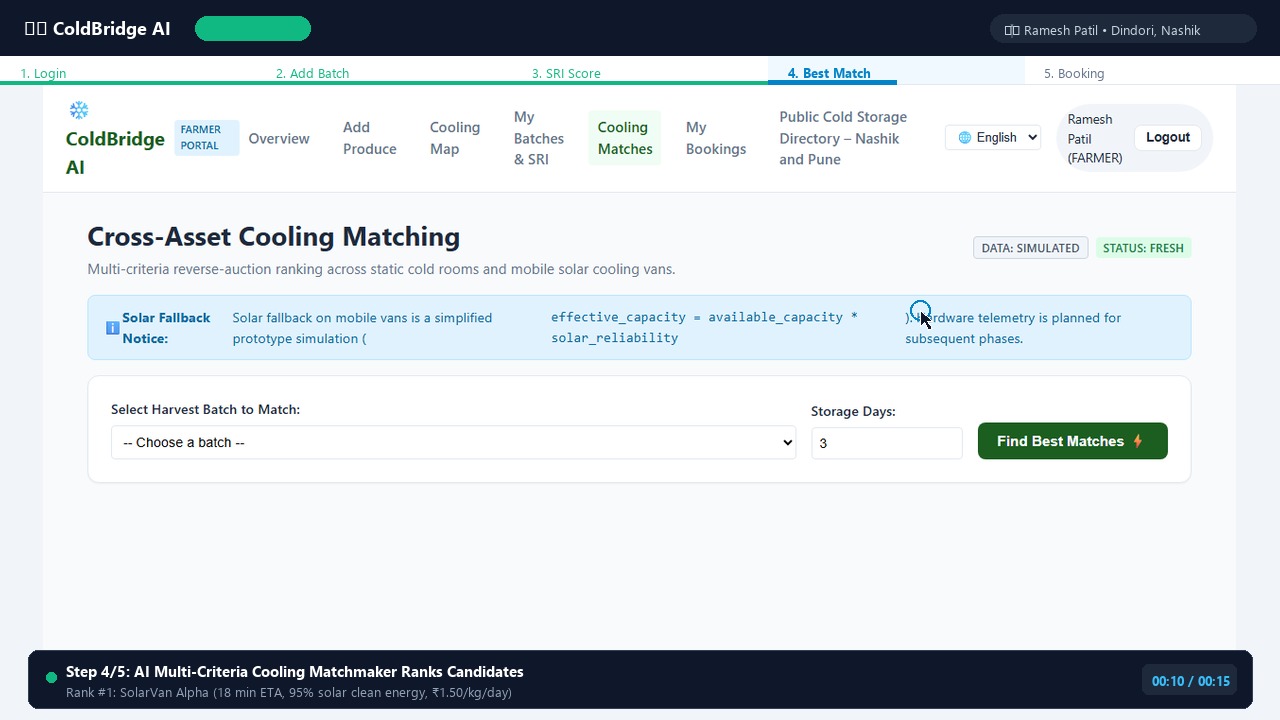 ColdBridge AI
Ramesh Patil • Dindori, Nashik
1. Login
2. Add Batch
3. SRI Score
4. Best Match
5. Booking
ColdBridge
AI
FARMER
PORTAL
Overview
Add
Produce
Cooling
Map
My
Batches
& SRI
Cooling
Matches
My
Bookings
Public Cold Storage
Directory – Nashik
and Pune
English
Ramesh
Patil
(FARMER)
Logout
Cross-Asset Cooling Matching
Multi-criteria reverse-auction ranking across static cold rooms and mobile solar cooling vans.
DATA: SIMULATED
STATUS: FRESH
Solar Fallback
Notice:
Solar fallback on mobile vans is a simplified
prototype simulation (
effective_capacity = available_capacity *
solar_reliability
). Hardware telemetry is planned for
subsequent phases.
Select Harvest Batch to Match:
-- Choose a batch --
Storage Days:
3
Find Best Matches
Step 4/5: AI Multi-Criteria Cooling Matchmaker Ranks Candidates
Rank #1: SolarVan Alpha (18 min ETA, 95% solar clean energy, ₹1.50/kg/day)
00:10 / 00:15